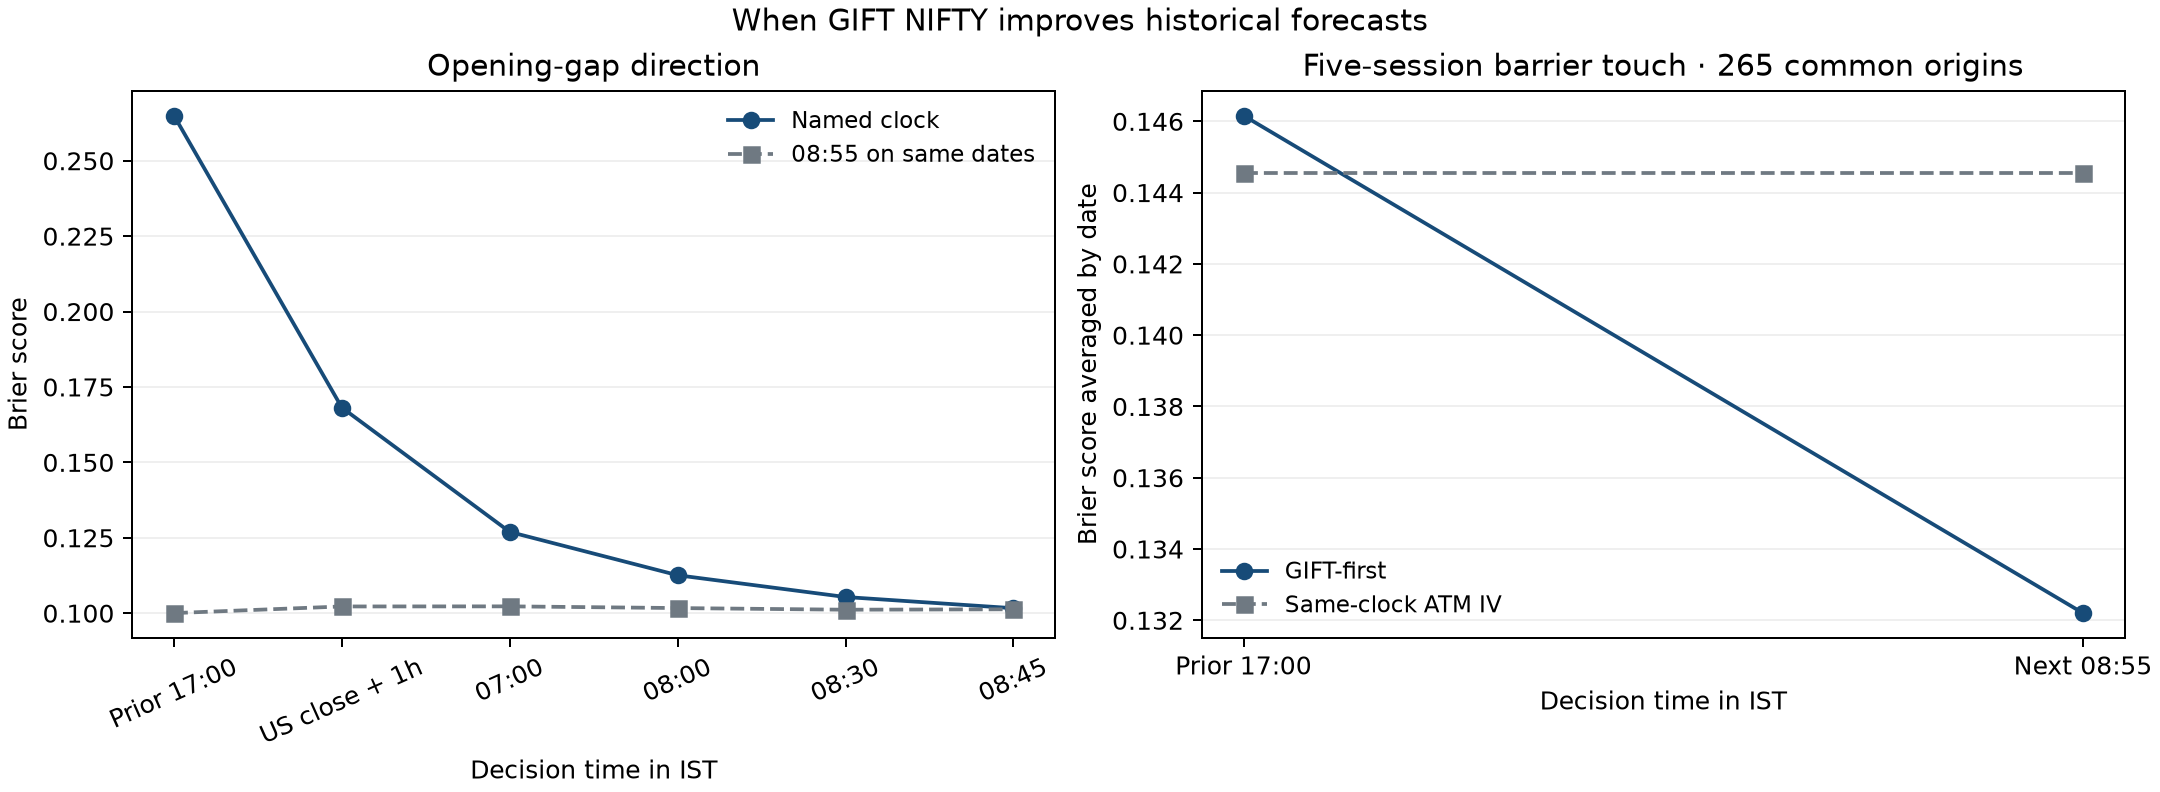 When GIFT NIFTY improves historical forecasts
Opening-gap direction
Brier score
0.250
0.225
0.200
0.175
0.150
0.125
0.100
Named clock
08:55 on same dates
Prior 17:00
US close + 1h
07:00
08:00
08:30
08:45
Decision time in IST
Five-session barrier touch · 265 common origins
Brier score averaged by date
0.146
0.144
0.142
0.140
0.138
0.136
0.134
0.132
GIFT-first
Same-clock ATM IV
Prior 17:00
Next 08:55
Decision time in IST